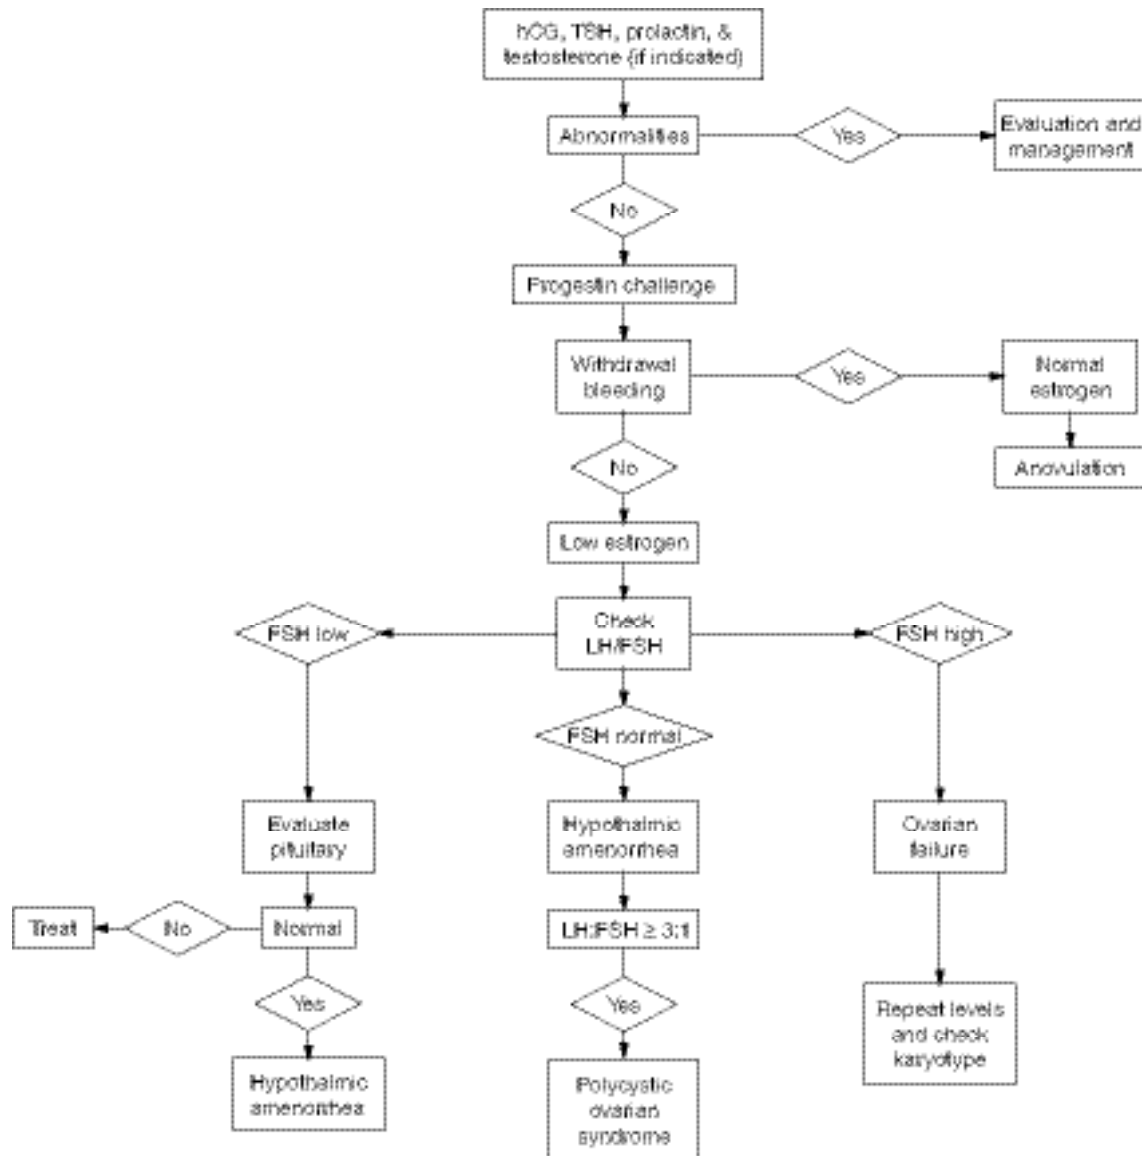 hCG, TSH, prolactin, &
testosterone (if indicated)
Abnormalities
Yes
Evaluation and
management
No
Progestin challenge
Withdrawal
bleeding
Yes
Normal
estrogen
No
Anovulation
Low estrogen
FSH low
Check
LH/FSH
FSH high
FSH normal
Evaluate
pituitary
Hypothalmic
amenorrhea
Ovarian
failure
Treat
No
Normal
LH:FSH ≥ 3:1
Yes
Yes
Repeat levels
and check
karyotype
Hypothalmic
amenorrhea
Polycystic
ovarian
syndrome